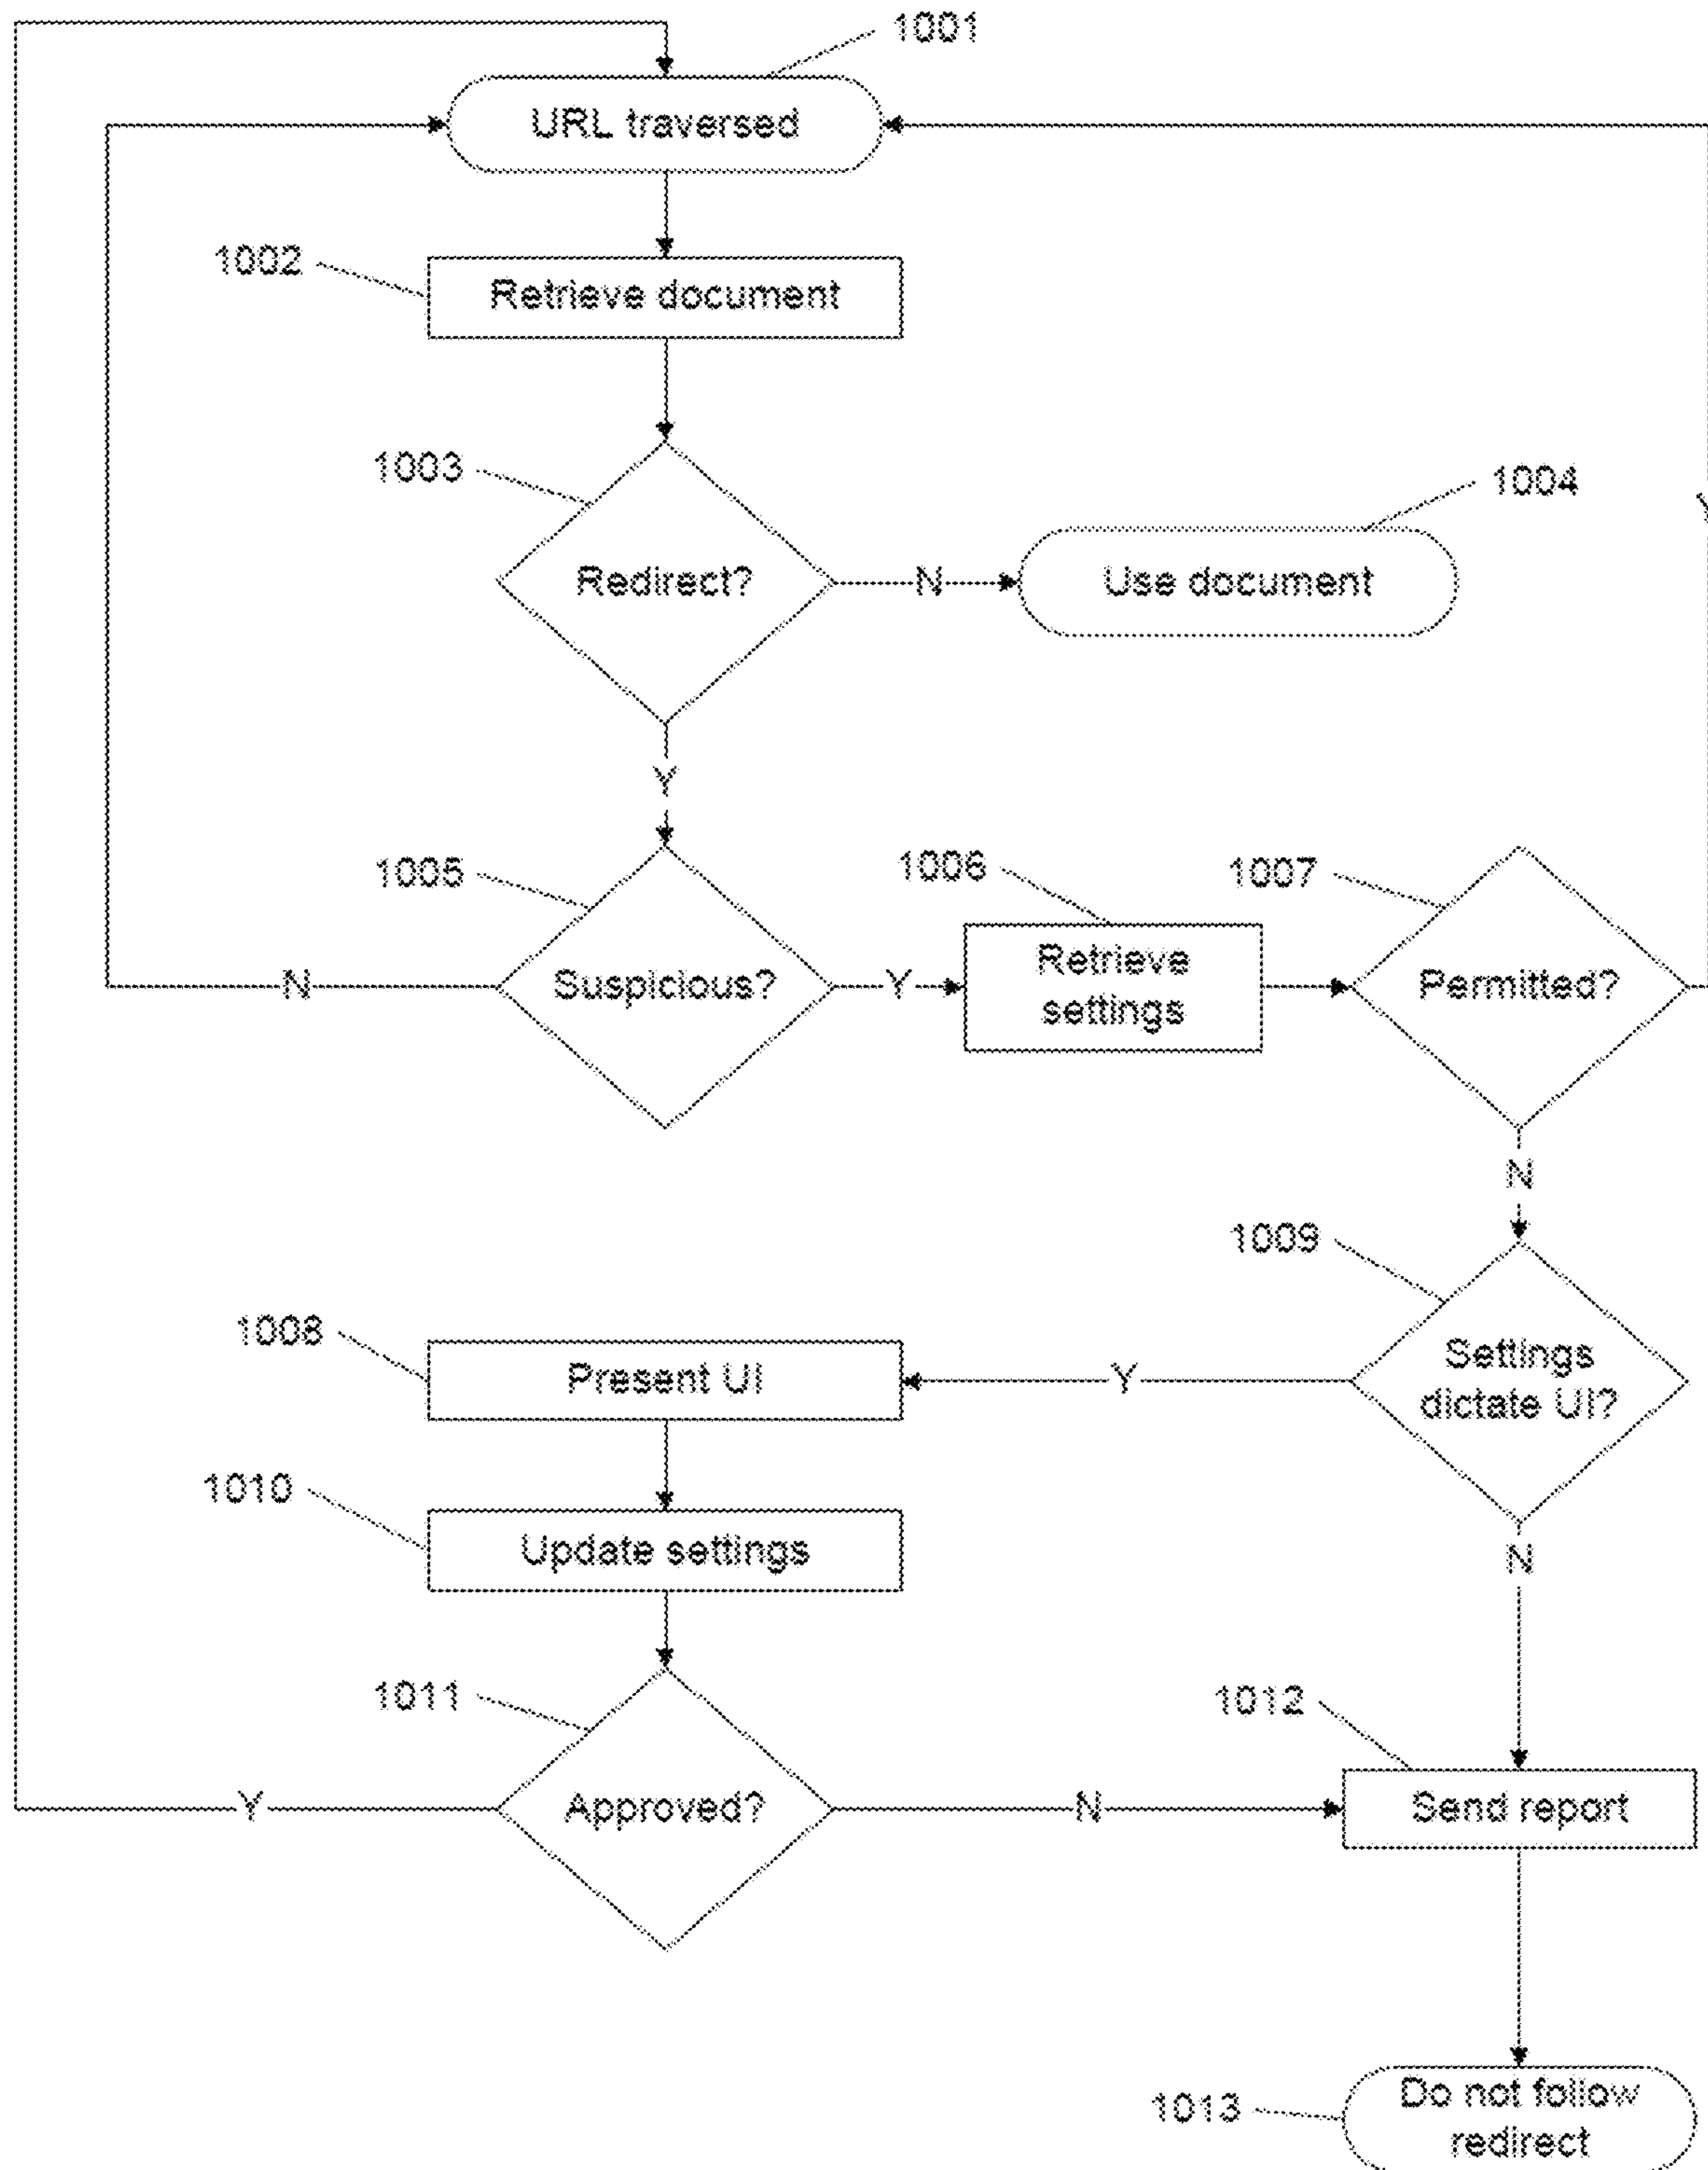 1001
URL traversed
1002
Retrieve document
1003
1004
Redirect?
N
Use document
Y
Y
1005
1006
1007
Suspicious?
N
Y
Retrieve
settings
Permitted?
N
1009
1008
Present UI
Y
Settings
dictate UI?
1010
Update settings
N
1011
1012
Approved?
Y
N
Send report
1013
Do not follow
redirect